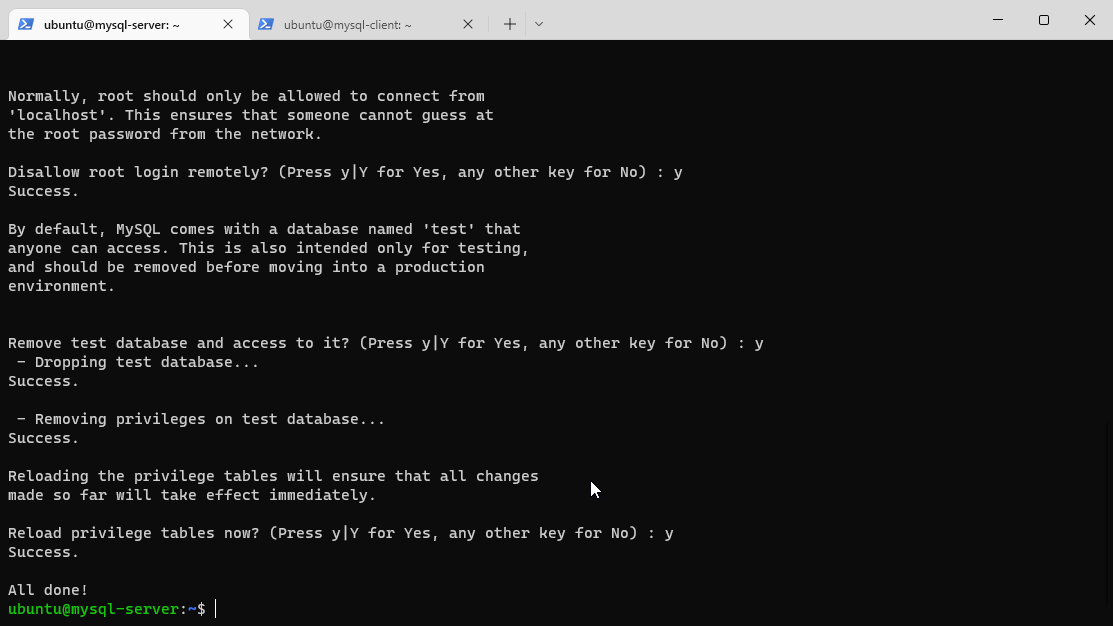 ubuntu@mysql-server: ~
ubuntu@mysql-client: ~
Normally, root should only be allowed to connect from
'localhost'. This ensures that someone cannot guess at
the root password from the network.
Disallow root login remotely? (Press y|Y for Yes, any other key for No) : y
Success.
By default, MySQL comes with a database named 'test' that
anyone can access. This is also intended only for testing,
and should be removed before moving into a production
environment.
Remove test database and access to it? (Press y|Y for Yes, any other key for No) : y
 - Dropping test database...
Success.
 - Removing privileges on test database...
Success.
Reloading the privilege tables will ensure that all changes
made so far will take effect immediately.
Reload privilege tables now? (Press y|Y for Yes, any other key for No) : y
Success.
All done!
ubuntu@mysql-server:~$